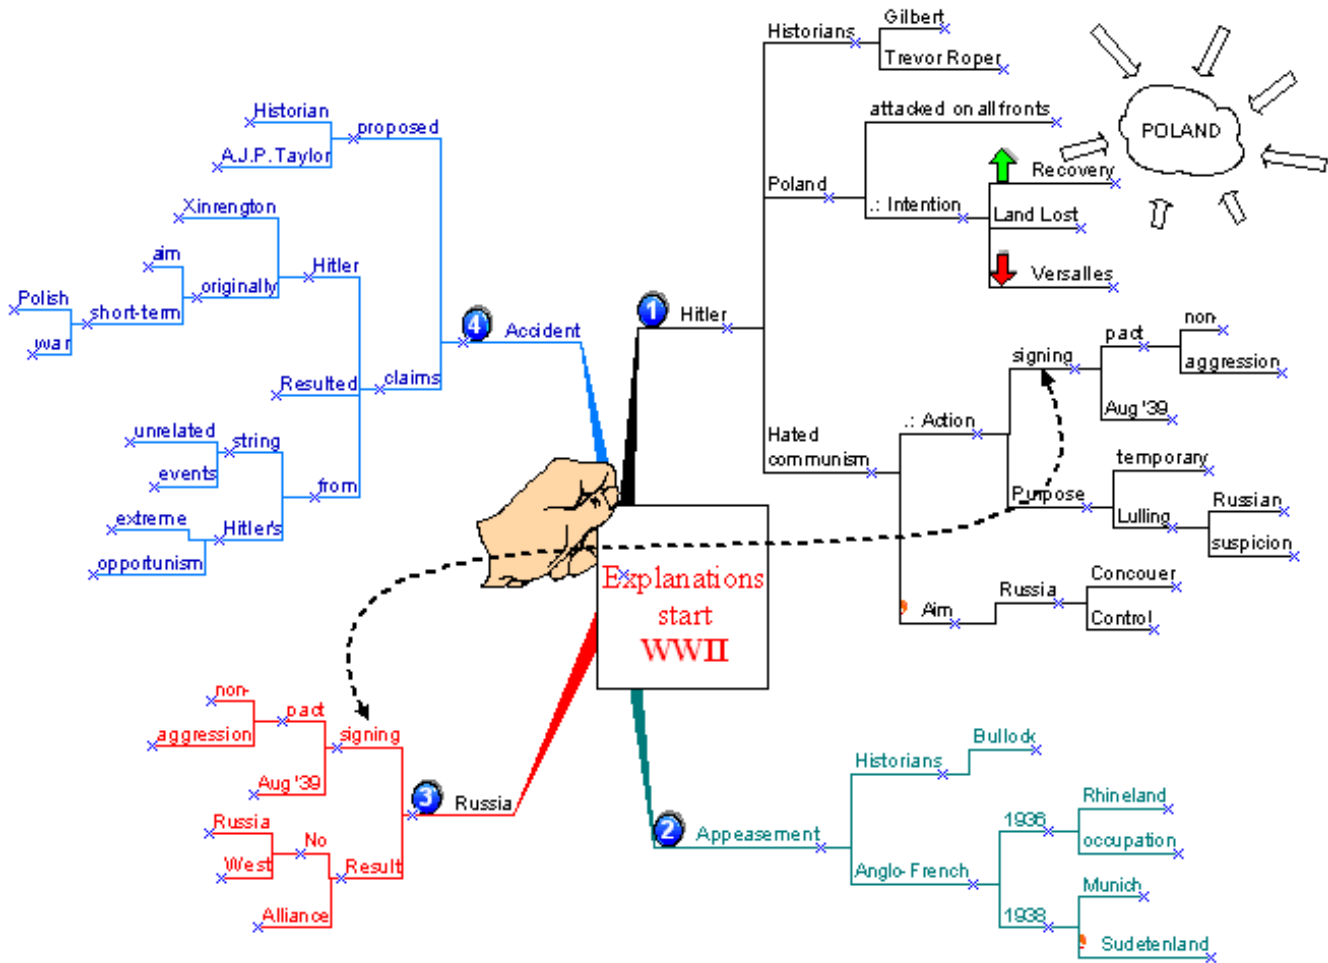 Explanations
start
WWII
1
Hitler
Historians
Gilbert
Trevor Roper
Poland
attacked on all fronts
.: Intention
Recovery
Land Lost
Versalles
POLAND
Hated
communism
.: Action
signing
pact
non-
aggression
Aug '39
Purpose
temporary
Lulling
Russian
suspicion
Aim
Russia
Concouer
Control
2
Appeasement
Historians
Bullock
Anglo-French
1936
Rhineland
occupation
1938
Munich
Sudetenland
3
Russia
signing
pact
non-
aggression
Aug '39
Result
No
Russia
West
Alliance
4
Accident
proposed
Historian
A.J.P. Taylor
claims
Hitler
Xinrengton
originally
aim
short-term
Polish
war
Resulted
from
string
unrelated
events
Hitler's
extreme
opportunism